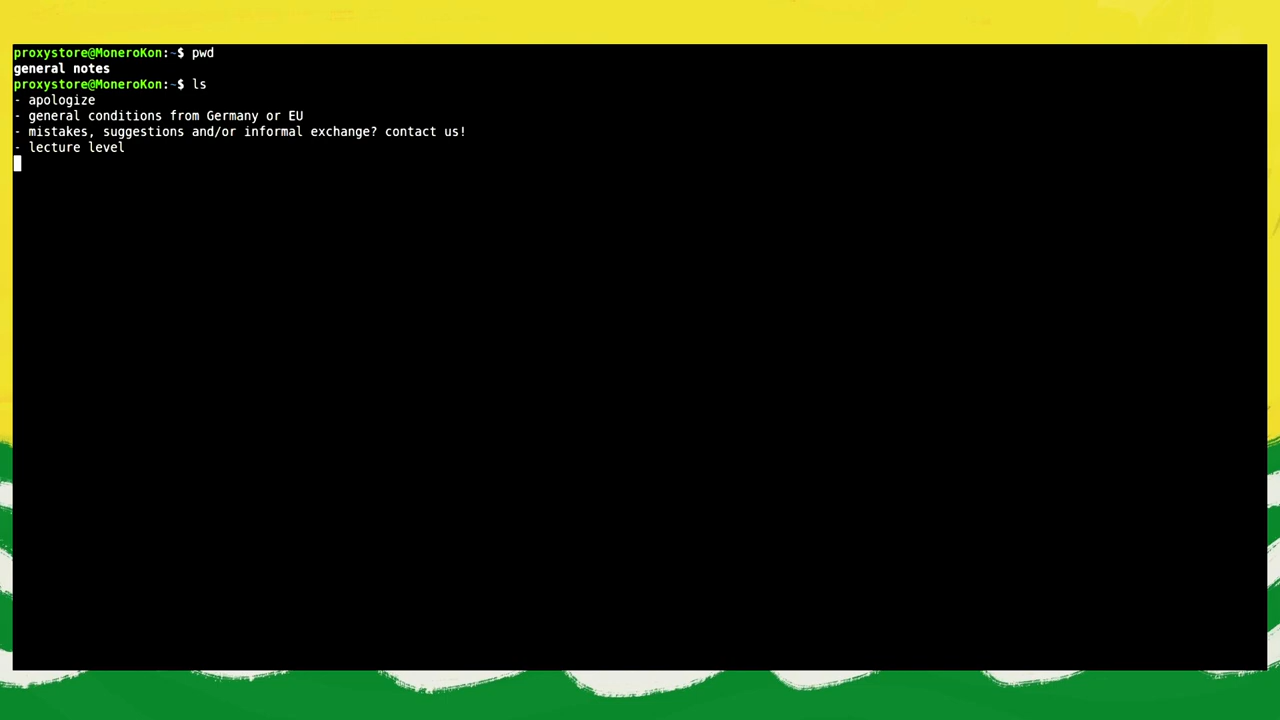 proxystore@MoneroKon:~$ pwd
general notes
proxystore@MoneroKon:~$ ls
- apologize
- general conditions from Germany or EU
- mistakes, suggestions and/or informal exchange? contact us!
- lecture level